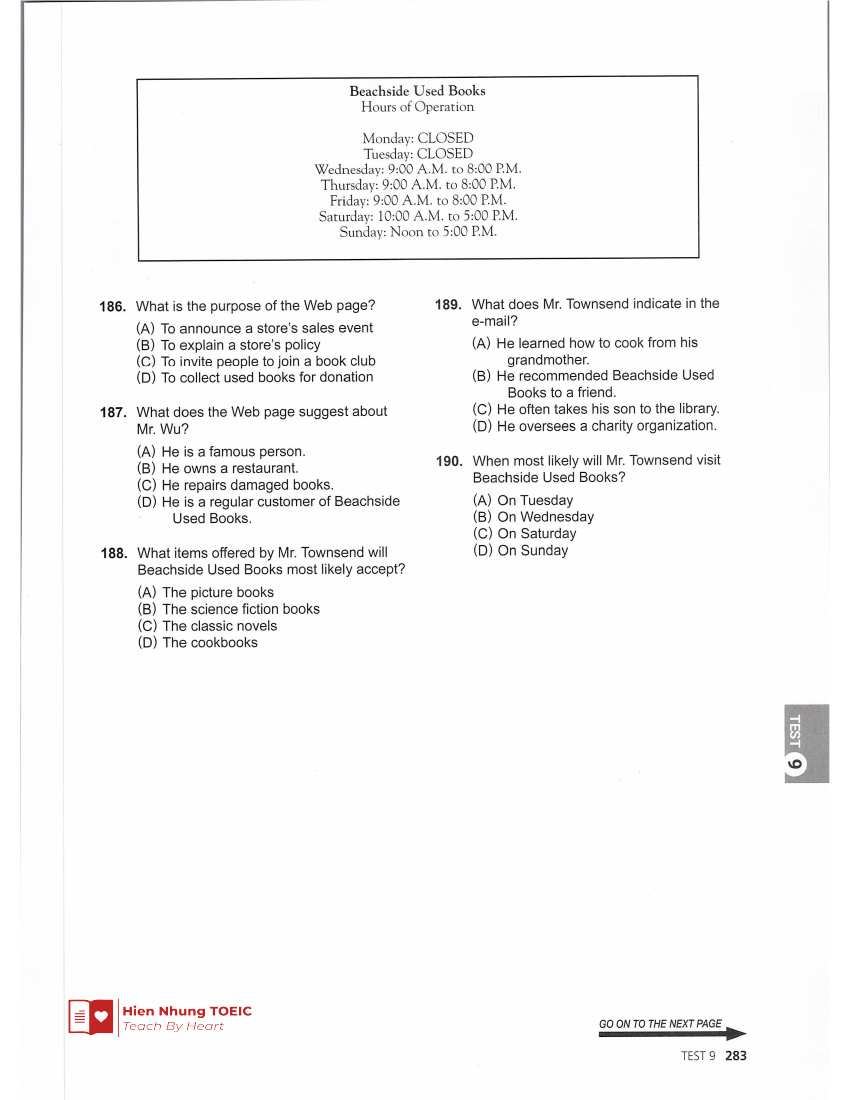 Beachside Used Books
Hours of Operation
Monday: CLOSED
Tuesday: CLOSED
Wednesday: 9:00 A.M. to 8:00 P.M.
Thursday: 9:00 A.M. to 8:00 P.M.
Friday: 9:00 A.M. to 8:00 P.M.
Saturday: 10:00 A.M. to 5:00 P.M.
Sunday: Noon to 5:00 P.M.
186. What is the purpose of the Web page?
(A) To announce a store's sales event
(B) To explain a store's policy
(C) To invite people to join a book club
(D) To collect used books for donation
187. What does the Web page suggest about
Mr. Wu?
(A) He is a famous person.
(B) He owns a restaurant.
(C) He repairs damaged books.
(D) He is a regular customer of Beachside
Used Books.
188. What items offered by Mr. Townsend will
Beachside Used Books most likely accept?
(A) The picture books
(B) The science fiction books
(C) The classic novels
(D) The cookbooks
189. What does Mr. Townsend indicate in the
e-mail?
(A) He learned how to cook from his
grandmother.
(B) He recommended Beachside Used
Books to a friend.
(C) He often takes his son to the library.
(D) He oversees a charity organization.
190. When most likely will Mr. Townsend visit
Beachside Used Books?
(A) On Tuesday
(B) On Wednesday
(C) On Saturday
(D) On Sunday
TEST 9
Hien Nhung TOEIC
Teach By Heart
GO ON TO THE NEXT PAGE
TEST 9 283